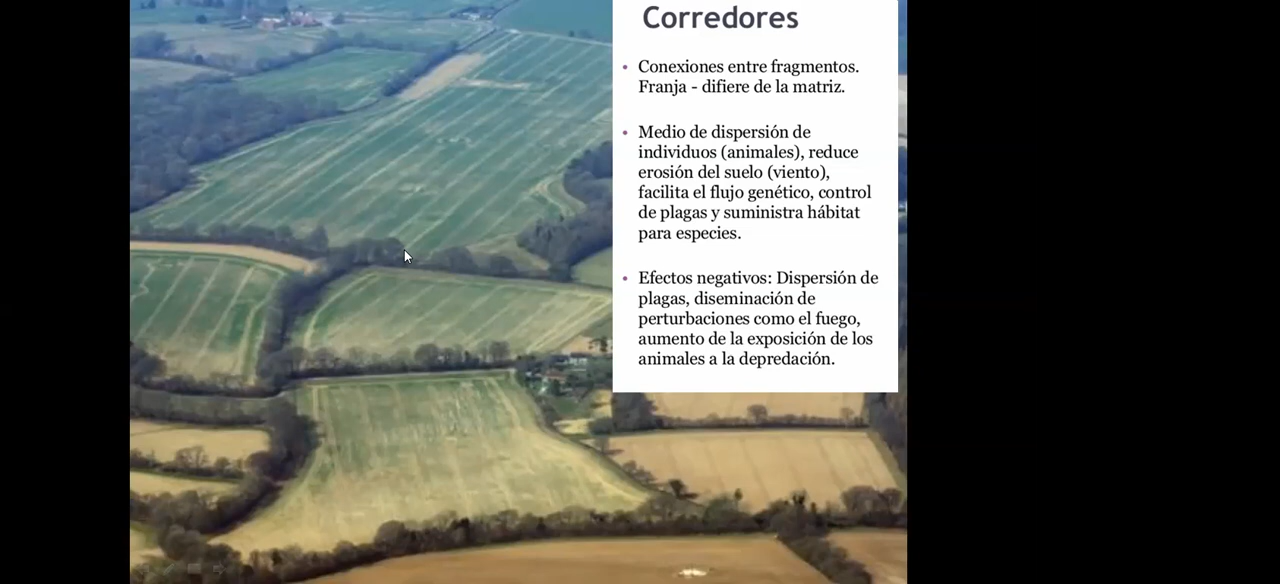 Corredores
• Conexiones entre fragmentos.
Franja - difiere de la matriz.
• Medio de dispersión de
individuos (animales), reduce
erosión del suelo (viento),
facilita el flujo genético, control
de plagas y suministra hábitat
para especies.
• Efectos negativos: Dispersión de
plagas, diseminación de
perturbaciones como el fuego,
aumento de la exposición de los
animales a la depredación.